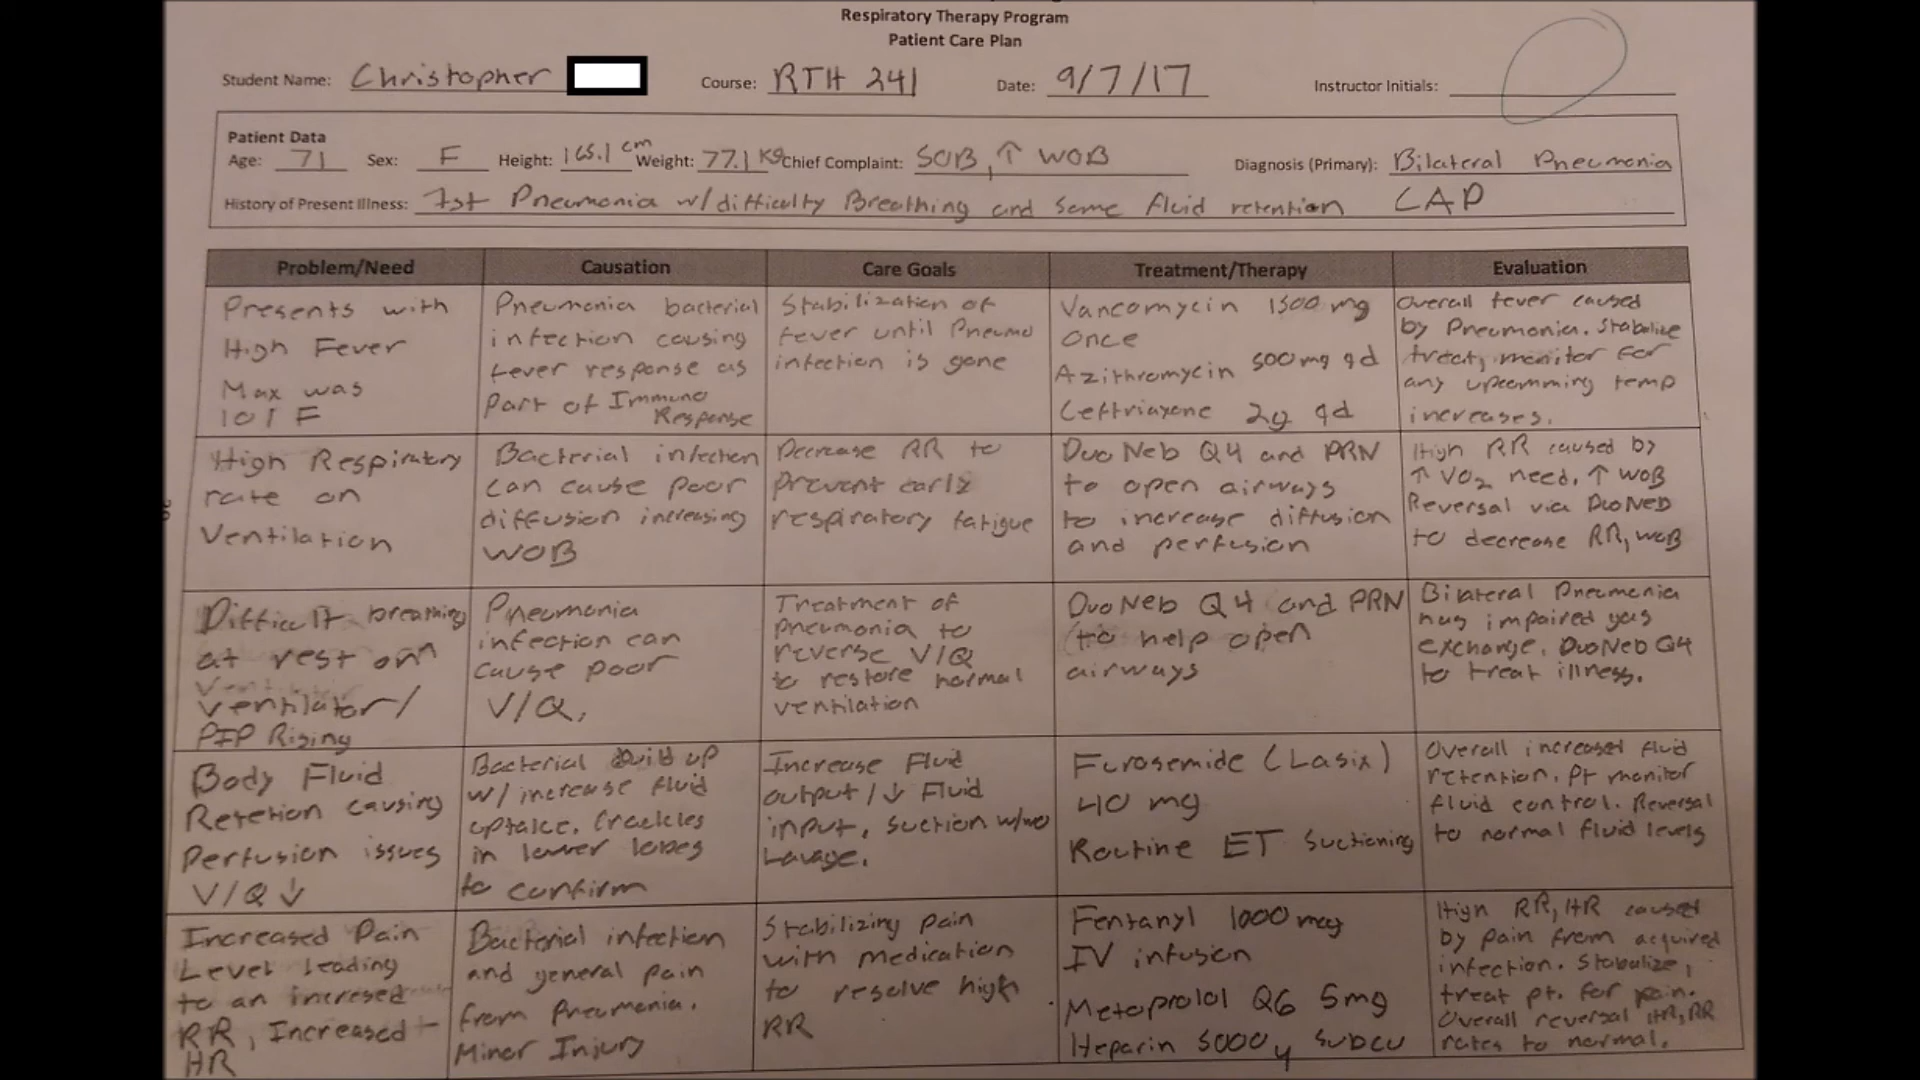 Respiratory Therapy Program
Patient Care Plan
Student Name: Christopher Course: RTH 241 Date: 9/7/17 Instructor Initials:
Patient Data
Age: 71 Sex: F Height: 165.1 cm Weight: 77.1 Kg Chief Complaint: SOB, ↑ WOB Diagnosis (Primary): Bilateral Pneumonia
History of Present Illness: Pneumonia w/ difficulty Breathing and some fluid retention CAP
Problem/Need Causation Care Goals Treatment/Therapy Evaluation
Presents with
High Fever
Max was
101 F
Pneumonia bacterial
infection causing
fever response as
part of Immuno
Response
Stabilization of
fever until Pneumo
infection is gone
Vancomycin 1500 mg
Once
Azithromycin 500 mg qd
Ceftriaxone 2g qd
Overall fever caused
by Pneumonia. Stabalize
treat, monitor for
any upcomming temp
increases.
High Respiratory
rate on
Ventilation
Bacterial infection
can cause poor
diffusion increasing
WOB
Decrease RR to
prevent early
respiratory fatigue
DuoNeb Q4 and PRN
to open airways
to increase diffusion
and perfusion
High RR caused by
↑ VO2 need, ↑ WOB
Reversal via DuoNEB
to decrease RR, WOB
Difficult breathing
at rest on
ventilator/
PIP Rising
Pneumonia
infection can
cause poor
V/Q.
Treatment of
pneumonia to
reverse V/Q
to restore normal
ventilation
DuoNeb Q4 and PRN
to help open
airways
Bilateral Pneumonia
has impaired gas
exchange. DuoNeb Q4
to treat illness.
Body Fluid
Retetion causing
Perfusion issues
V/Q ↓
Bacterial build up
w/ increase fluid
uptake. Crackles
in lower lobes
to confirm
Increase Fluid
output/↓ Fluid
input, suction w/wo
Lavage.
Furosemide (Lasix)
40 mg
Routine ET Suctioning
Overall increased fluid
retention. Pt monitor
fluid control. Reversal
to normal fluid levels
Increased Pain
Level leading
to an incresed
RR, Increased
HR
Bacterial infection
and general pain
from Pneumonia.
Minor Injury
Stabilizing pain
with medication
to resolve high
RR
Fentanyl 1000 mcg
IV infusion
Metoprolol Q6 5mg
Heparin 5000 u subcu
High RR, HR caused
by pain from acquired
infection. Stabalize,
treat pt. for pain.
Overall reversal HR, RR
rates to normal.